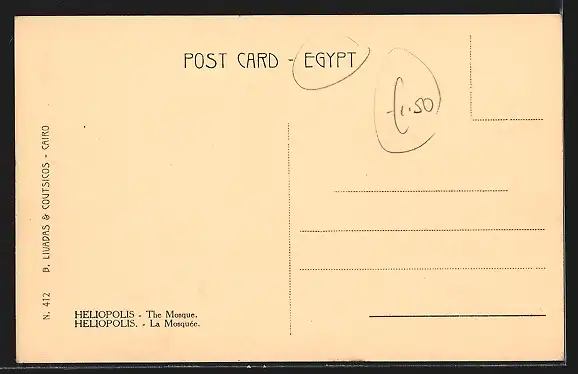 POST CARD - EGYPT
£1.50
N. 412 B. LIVADAS & COUTSICOS - CAIRO
HELIOPOLIS - The Mosque.
HELIOPOLIS. - La Mosquée.